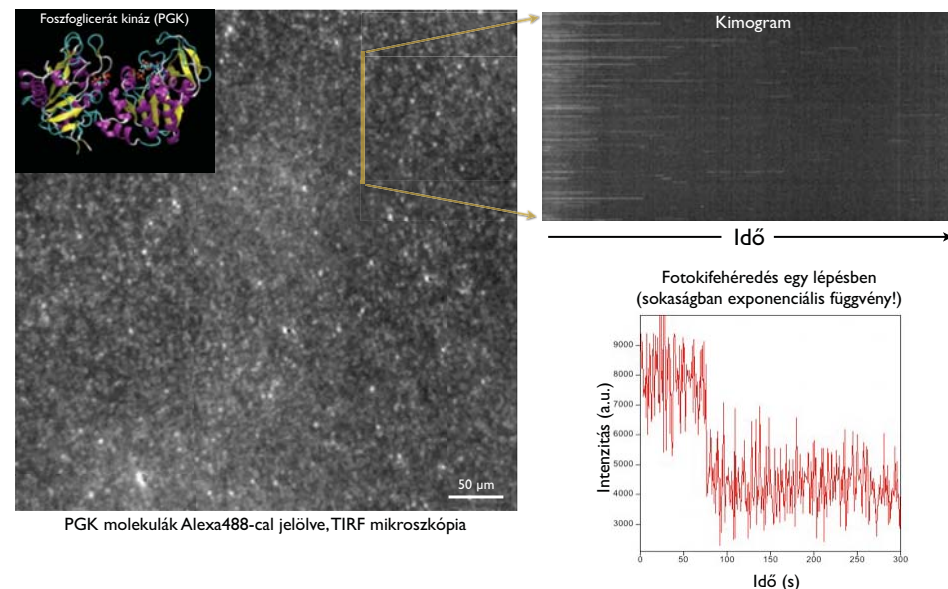 Foszfoglicerát kináz (PGK)
50 µm
PGK molekulák Alexa488-cal jelölve, TIRF mikroszkópia
Kimogram
Idő
Fotokifehéredés egy lépésben
(sokaságban exponenciális függvény!)
Intenzitás (a.u.)
9000
8000
7000
6000
5000
4000
3000
0 50 100 150 200 250 300
Idő (s)